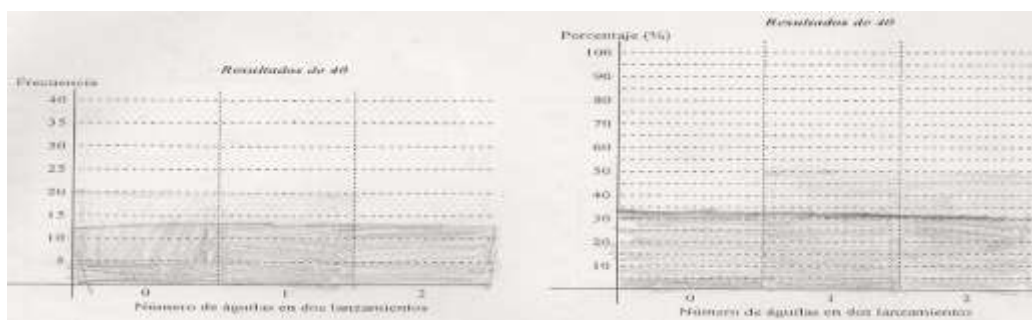 Resultados de 40
Frecuencia
40
35
30
25
20
15
10
5
0 1 2
Número de águilas en dos lanzamientos
Resultados de 40
Porcentaje (%)
100
90
80
70
60
50
40
30
20
10
0 1 2
Número de águilas en dos lanzamientos